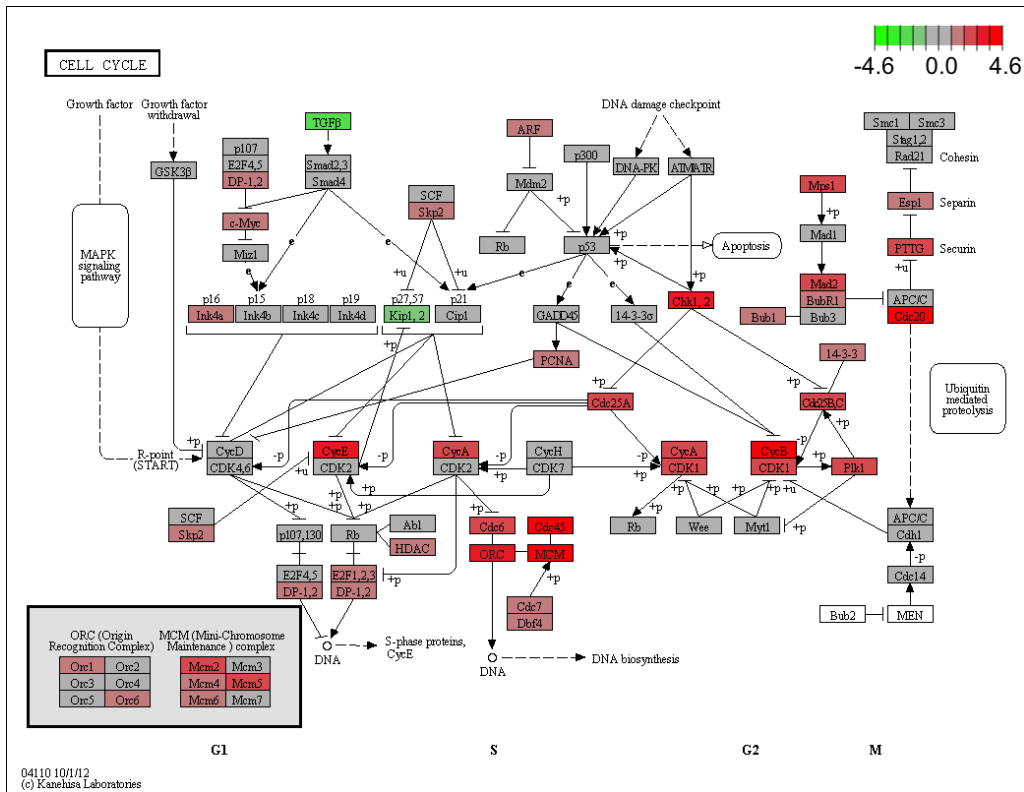 CELL CYCLE
-4.6 0.0 4.6
Growth factor
Growth factor
withdrawal
TGFβ
DNA damage checkpoint
Smc1 Smc3
Stag1,2
Rad21
Cohesin
ARF
p107
E2F4,5
DP-1,2
GSK3β
Smad2,3
Smad4
p300
DNA-PK
ATM/ATR
Mdm2
SCF
Skp2
Mps1
Esp1
Separin
c-Myc
Miz1
MAPK
signaling
pathway
Rb
p53
Apoptosis
Mad1
PTTG
Securin
+p
+p
+p
+p
+p
+p
e
e
e
e
e
e
+u
+u
+u
Mad2
BubR1
Bub3
Bub1
APC/C
Cdc20
p16 p15 p18 p19 p27,57 p21
Ink4a Ink4b Ink4c Ink4d Kip1, 2 Cip1
GADD45
14-3-3σ
Chk1, 2
+p
PCNA
14-3-3
Ubiquitin
mediated
proteolysis
Cdc25A
Cdc25B,C
+p
+p
+p
R-point
(START)
+p
CycD
CDK4,6
-p
CycE
CDK2
-p
CycA
CDK2
-p
CycH
CDK7
-p
CycA
CDK1
CycB
CDK1
-p
+p
Plk1
+u
+p
+p
+p
+p
+p
+p
+p
+u
+p
SCF
Skp2
p107,130
Rb
Abl
HDAC
Cdc6
Cdc45
ORC
MCM
Rb
Wee
Myt1
APC/C
Cdh1
-p
Cdc14
E2F4,5
DP-1,2
E2F1,2,3
DP-1,2
+p
+p
Cdc7
Dbf4
Bub2
MEN
DNA
S-phase proteins,
CycE
DNA
DNA biosynthesis
ORC (Origin
Recognition Complex)
MCM (Mini-Chromosome
Maintenance ) complex
Orc1 Orc2
Orc3 Orc4
Orc5 Orc6
Mcm2 Mcm3
Mcm4 Mcm5
Mcm6 Mcm7
G1 S G2 M
04110 10/1/12
(c) Kanehisa Laboratories